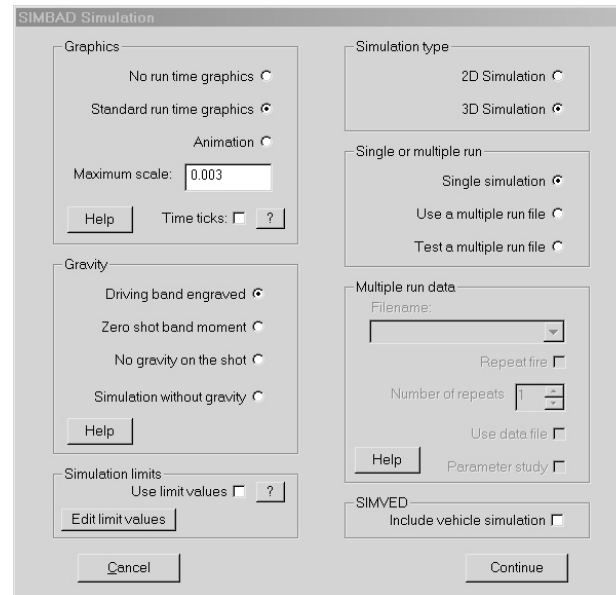 SIMBAD Simulation
Graphics
No run time graphics
Standard run time graphics
Animation
Maximum scale: 0.003
Help Time ticks: ?
Gravity
Driving band engraved
Zero shot band moment
No gravity on the shot
Simulation without gravity
Help
Simulation limits
Use limit values ?
Edit limit values
Cancel
Simulation type
2D Simulation
3D Simulation
Single or multiple run
Single simulation
Use a multiple run file
Test a multiple run file
Multiple run data
Filename:
Repeat fire
Number of repeats 1
Use data file
Help Parameter study
SIMVED
Include vehicle simulation
Continue